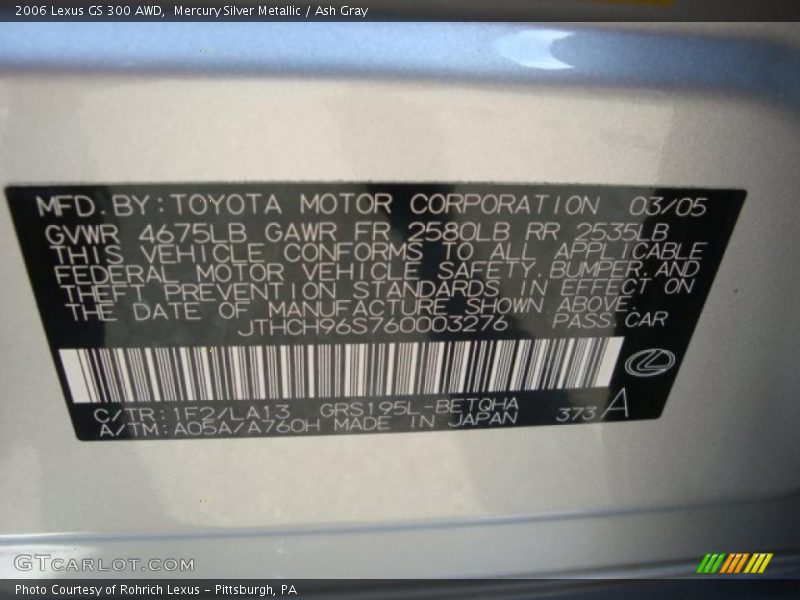 2006 Lexus GS 300 AWD,  Mercury Silver Metallic / Ash Gray
MFD. BY: TOYOTA MOTOR CORPORATION 03/05
GVWR 4675LB GAWR FR 2580LB RR 2535LB
THIS VEHICLE CONFORMS TO ALL APPLICABLE
FEDERAL MOTOR VEHICLE SAFETY, BUMPER, AND
THEFT PREVENTION STANDARDS IN EFFECT ON
THE DATE OF MANUFACTURE SHOWN ABOVE.
JTHCH96S760003276 PASS CAR
C/TR: 1F2/LA13 GRS195L-BETQHA
A/TM: A05A/A760H MADE IN JAPAN 373 A
GTCARLOT.COM
Photo Courtesy of Rohrich Lexus - Pittsburgh, PA